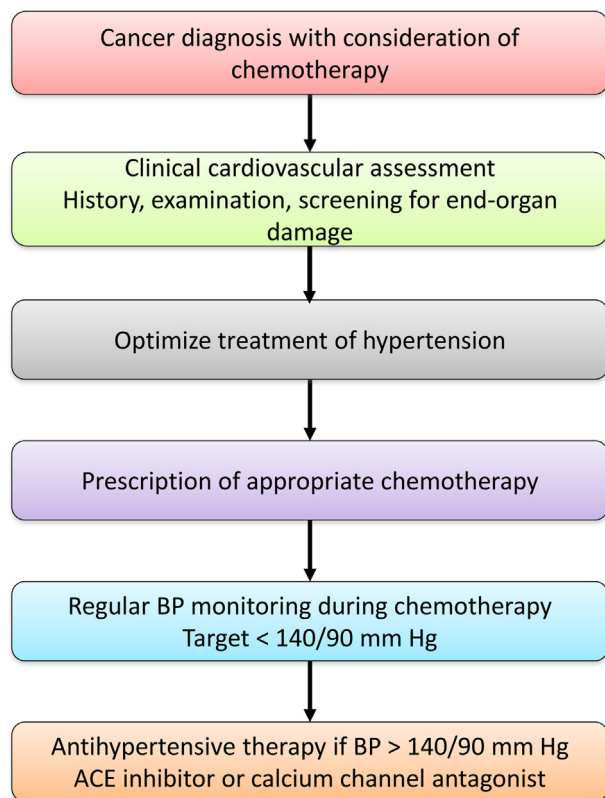 Cancer diagnosis with consideration of
chemotherapy
Clinical cardiovascular assessment
History, examination, screening for end-organ
damage
Optimize treatment of hypertension
Prescription of appropriate chemotherapy
Regular BP monitoring during chemotherapy
Target < 140/90 mm Hg
Antihypertensive therapy if BP > 140/90 mm Hg
ACE inhibitor or calcium channel antagonist